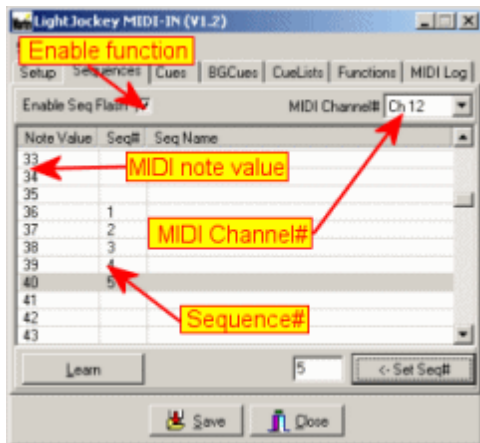 LightJockey MIDI-IN (V1.2)
Enable function
Setup Sequences Cues BGCues CueLists Functions MIDI Log
Enable Seq Flash MIDI Channel# Ch 12
Note Value Seq# Seq Name
33
MIDI note value
34
35
36 1
37 2
MIDI Channel#
38 3
39 4
40 5
41
42
Sequence#
43
Learn 5 <- Set Seq#
Save Close